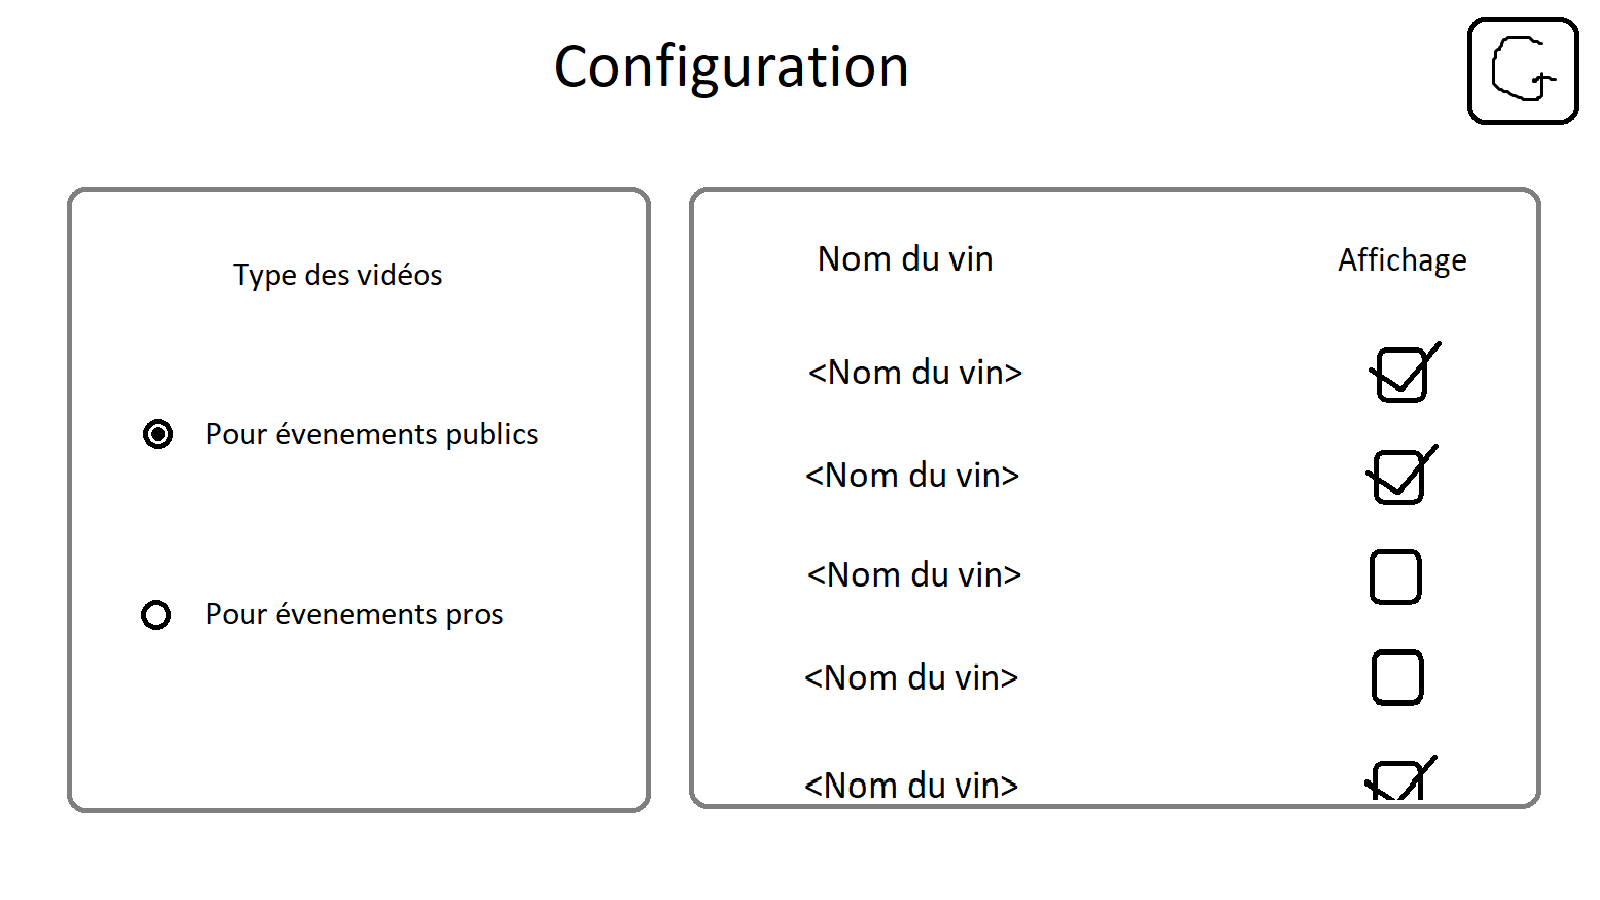 Configuration
G
Type des vidéos
Pour évenements publics
Pour évenements pros
Nom du vin Affichage
<Nom du vin>
<Nom du vin>
<Nom du vin>
<Nom du vin>
<Nom du vin>